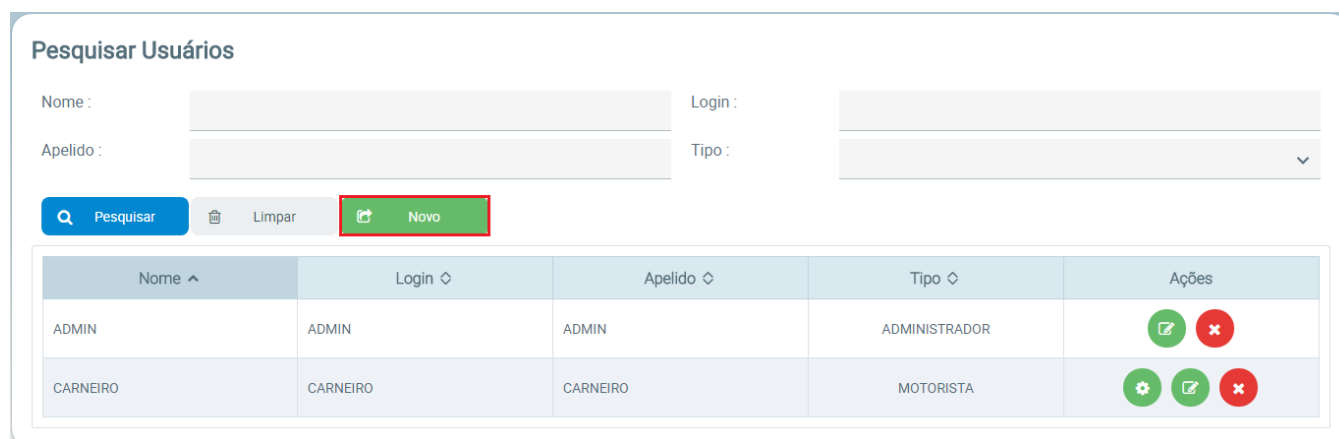 Pesquisar Usuários
Nome : Login :
Apelido : Tipo :
Pesquisar Limpar Novo
Nome Login Apelido Tipo Ações
ADMIN ADMIN ADMIN ADMINISTRADOR
CARNEIRO CARNEIRO CARNEIRO MOTORISTA